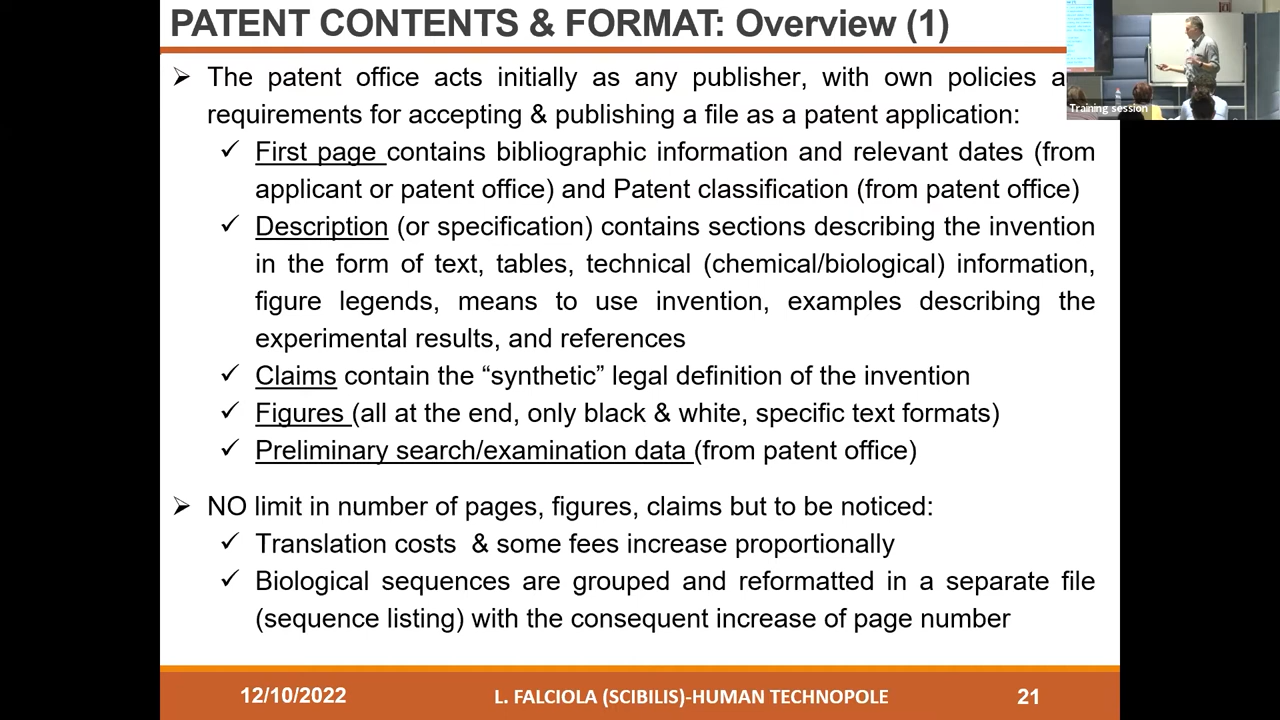 PATENT CONTENTS & FORMAT: Overview (1)
➢ The patent office acts initially as any publisher, with own policies a
requirements for accepting & publishing a file as a patent application:
✓ First page contains bibliographic information and relevant dates (from
applicant or patent office) and Patent classification (from patent office)
✓ Description (or specification) contains sections describing the invention
in the form of text, tables, technical (chemical/biological) information,
figure legends, means to use invention, examples describing the
experimental results, and references
✓ Claims contain the “synthetic” legal definition of the invention
✓ Figures (all at the end, only black & white, specific text formats)
✓ Preliminary search/examination data (from patent office)
➢ NO limit in number of pages, figures, claims but to be noticed:
✓ Translation costs & some fees increase proportionally
✓ Biological sequences are grouped and reformatted in a separate file
(sequence listing) with the consequent increase of page number
12/10/2022
L. FALCIOLA (SCIBILIS)-HUMAN TECHNOPOLE
21
Training session